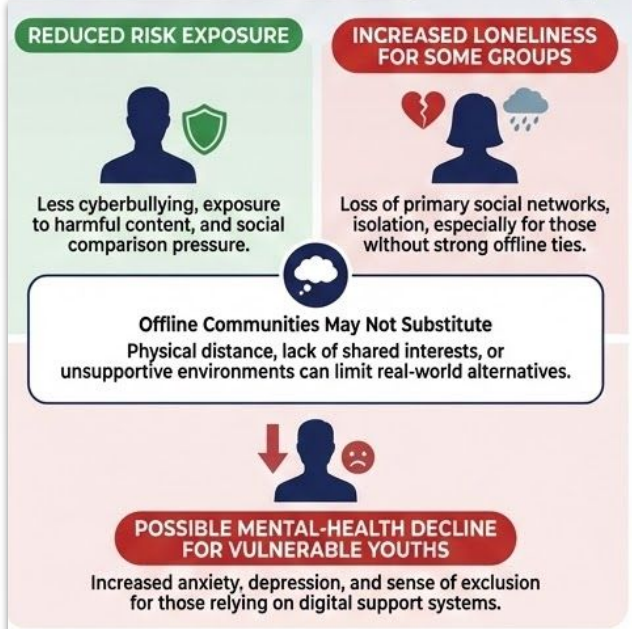 REDUCED RISK EXPOSURE
Less cyberbullying, exposure
to harmful content, and social
comparison pressure.
INCREASED LONELINESS
FOR SOME GROUPS
Loss of primary social networks,
isolation, especially for those
without strong offline ties.
Offline Communities May Not Substitute
Physical distance, lack of shared interests, or
unsupportive environments can limit real-world alternatives.
POSSIBLE MENTAL-HEALTH DECLINE
FOR VULNERABLE YOUTHS
Increased anxiety, depression, and sense of exclusion
for those relying on digital support systems.